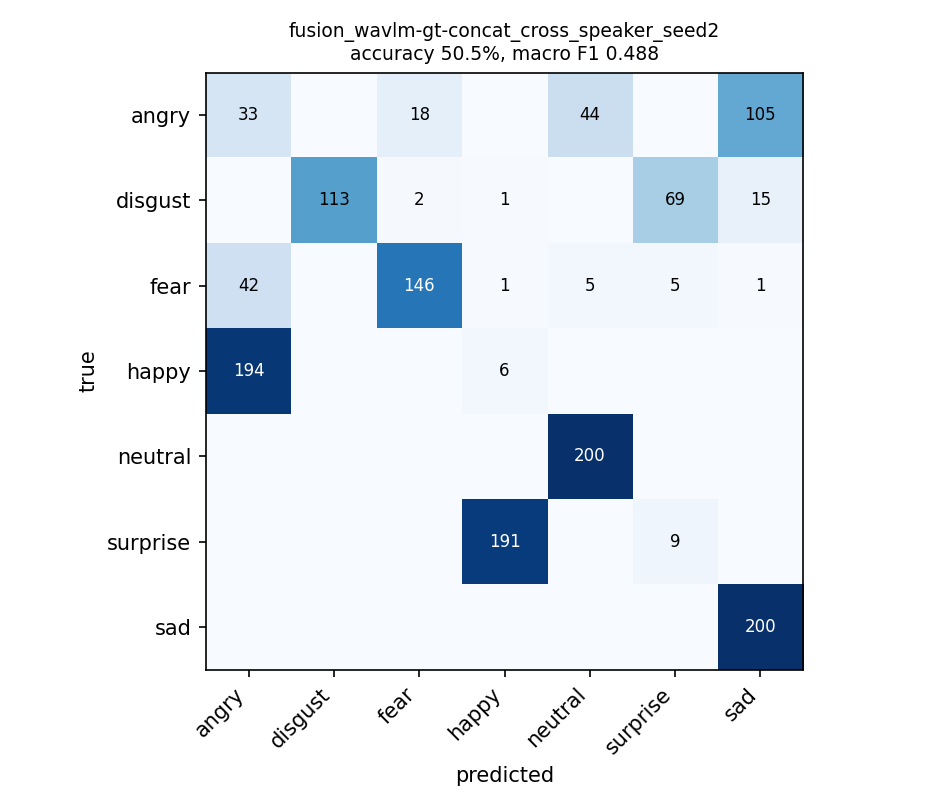 fusion_wavlm-gt-concat_cross_speaker_seed2
accuracy 50.5%, macro F1 0.488
angry 33 18 44 105
disgust 113 2 1 69 15
fear 42 146 1 5 5 1
happy 194 6
neutral 200
surprise 191 9
sad 200
true
angry disgust fear happy neutral surprise sad
predicted